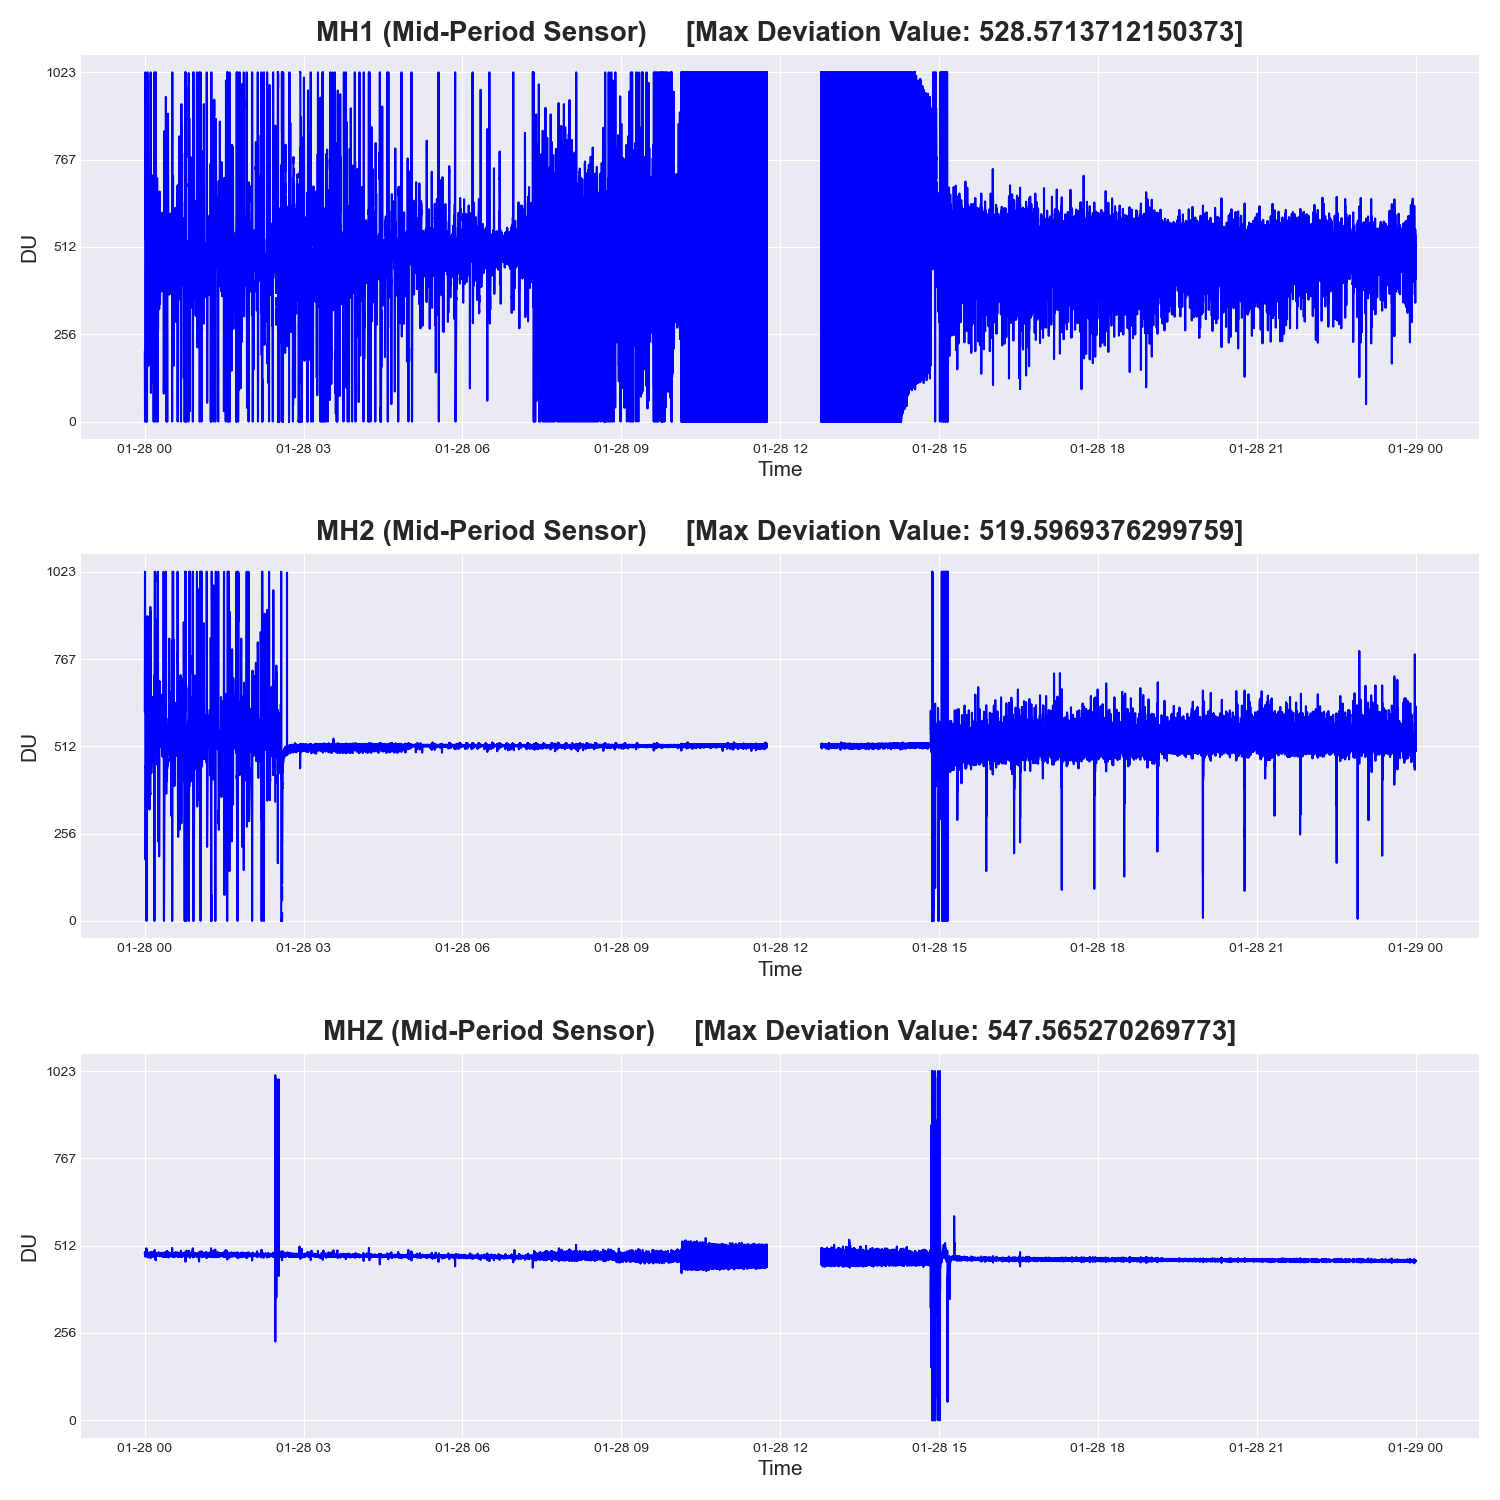 MH1 (Mid-Period Sensor) [Max Deviation Value: 528.5713712150373]
1023
767
512
256
0
DU
01-28 00 01-28 03 01-28 06 01-28 09 01-28 12 01-28 15 01-28 18 01-28 21 01-29 00
Time
MH2 (Mid-Period Sensor) [Max Deviation Value: 519.5969376299759]
1023
767
512
256
0
DU
01-28 00 01-28 03 01-28 06 01-28 09 01-28 12 01-28 15 01-28 18 01-28 21 01-29 00
Time
MHZ (Mid-Period Sensor) [Max Deviation Value: 547.565270269773]
1023
767
512
256
0
DU
01-28 00 01-28 03 01-28 06 01-28 09 01-28 12 01-28 15 01-28 18 01-28 21 01-29 00
Time